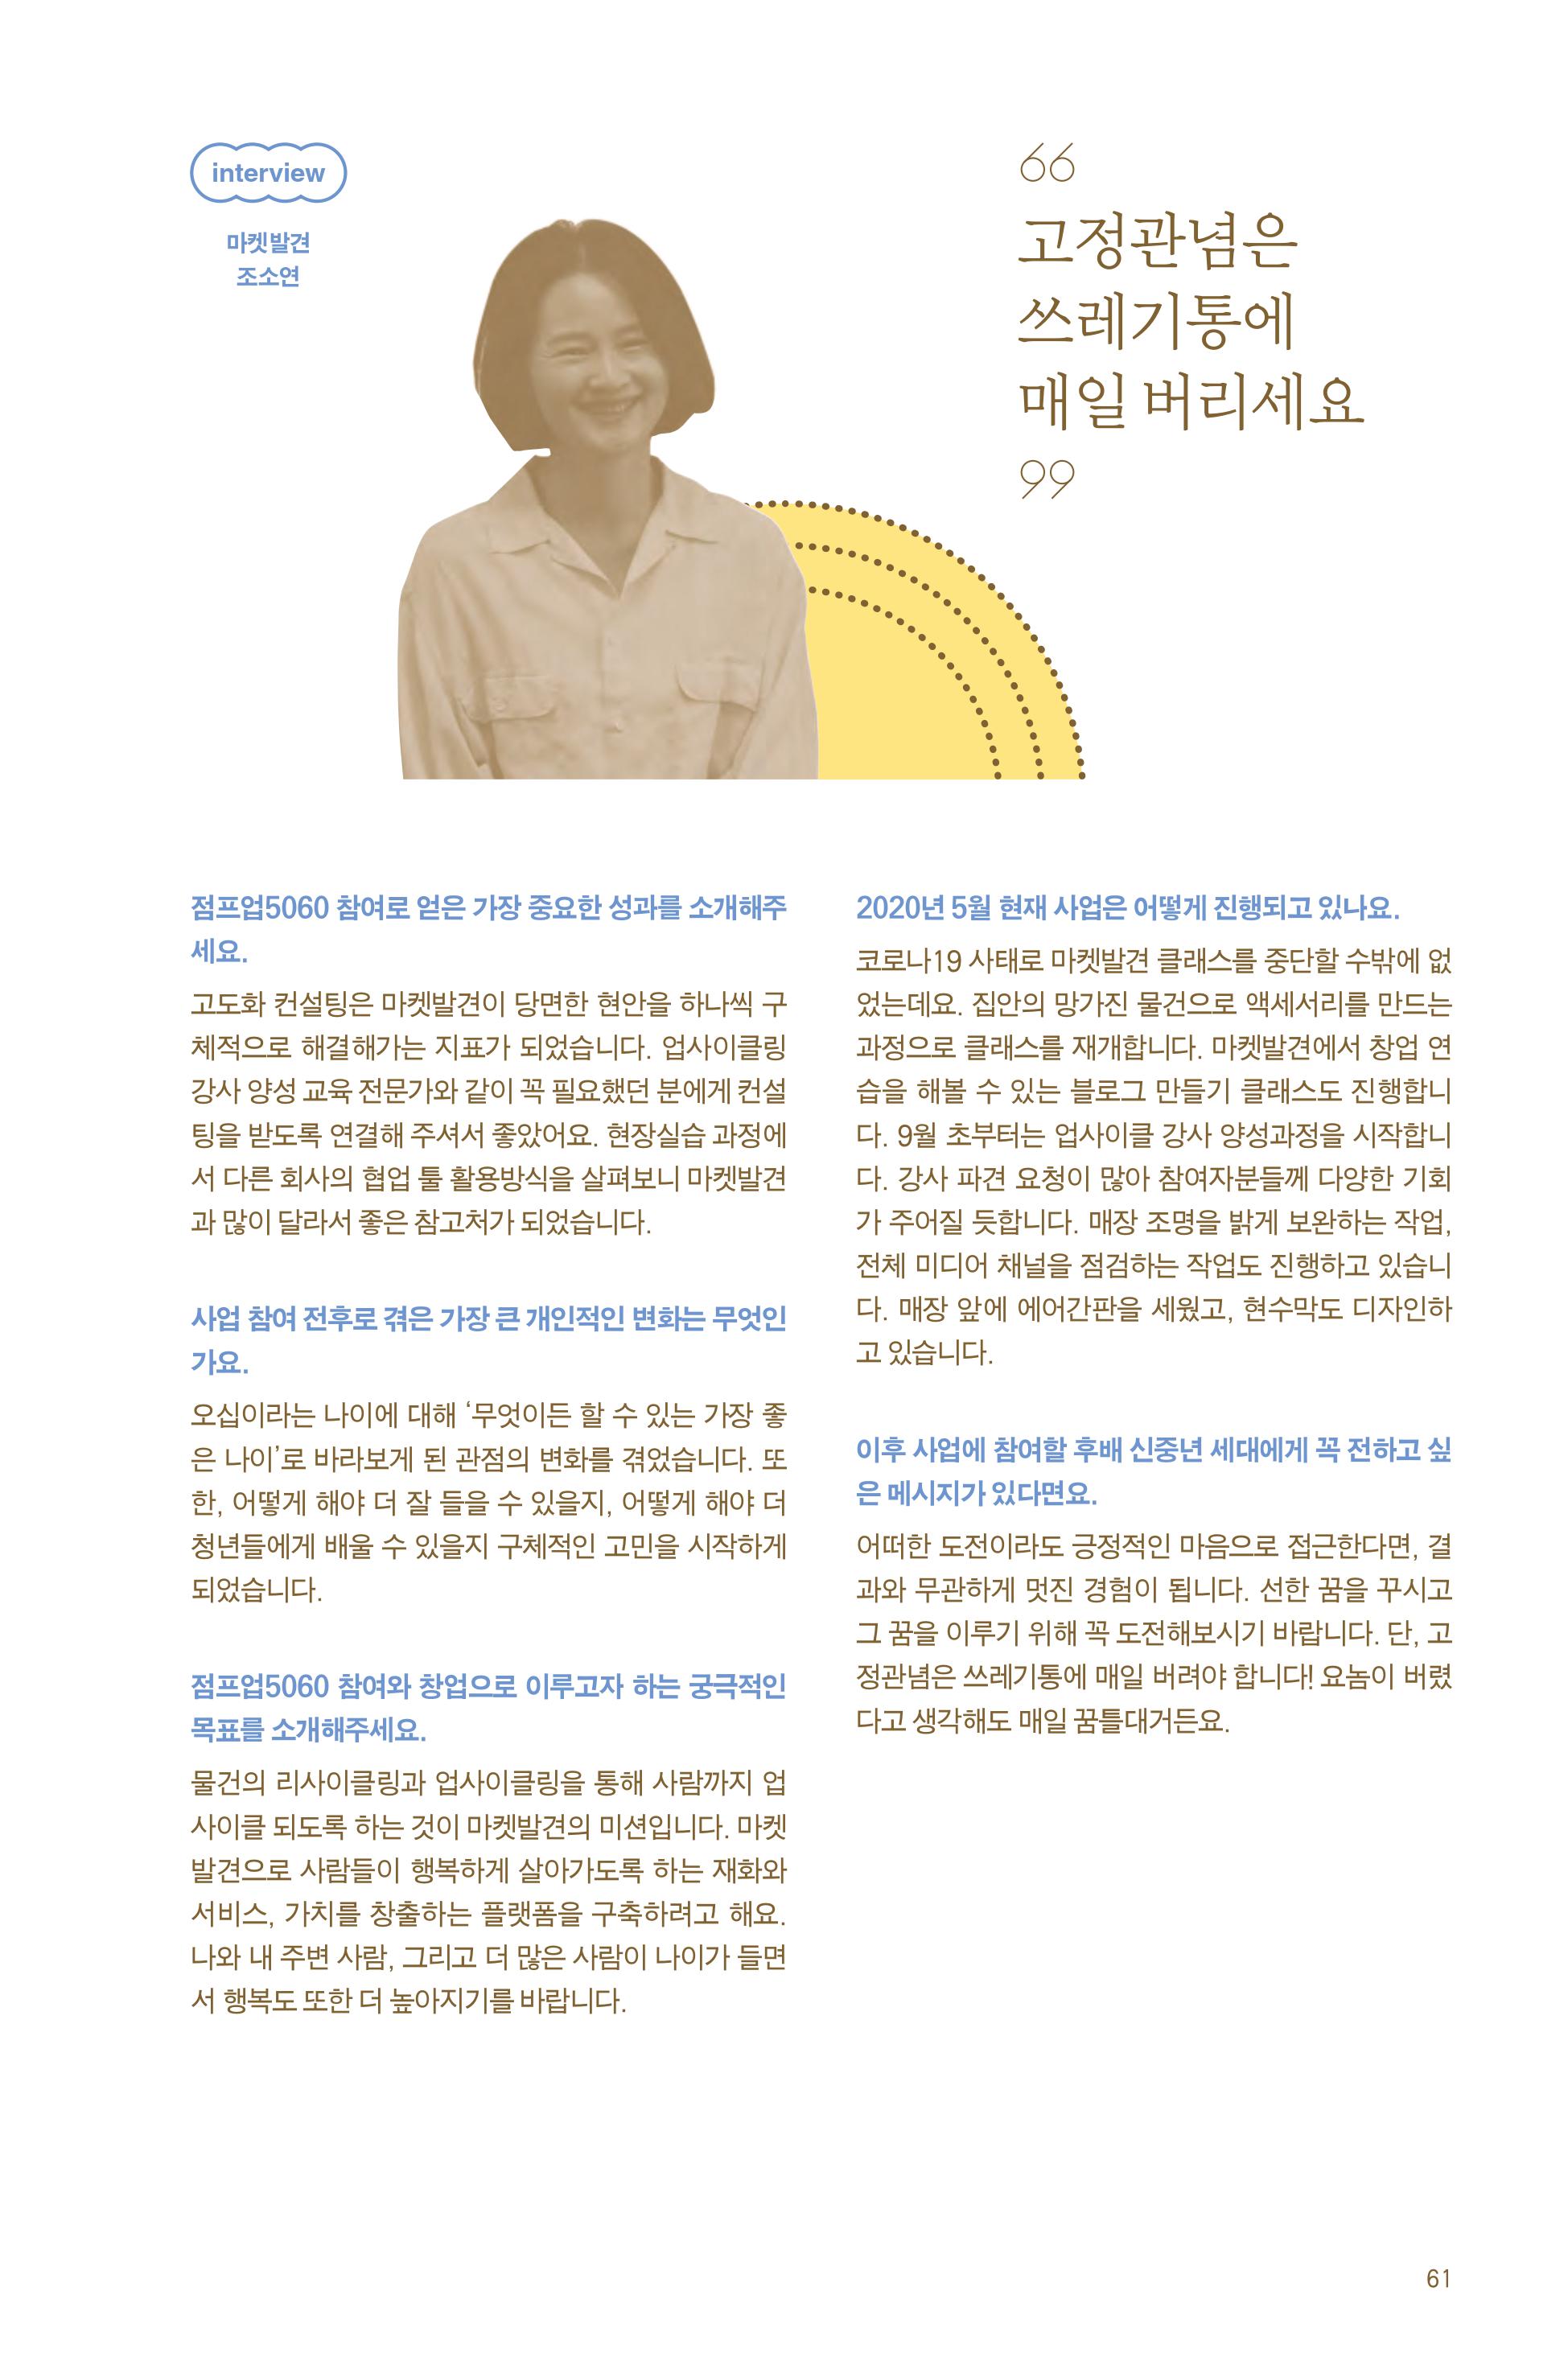 interview
마켓발견
조소연
“
고정관념은
쓰레기통에
매일 버리세요
”
점프업5060 참여로 얻은 가장 중요한 성과를 소개해주
세요.
고도화 컨설팅은 마켓발견이 당면한 현안을 하나씩 구
체적으로 해결해가는 지표가 되었습니다. 업사이클링
강사 양성 교육 전문가와 같이 꼭 필요했던 분에게 컨설
팅을 받도록 연결해 주셔서 좋았어요. 현장실습 과정에
서 다른 회사의 협업 툴 활용방식을 살펴보니 마켓발견
과 많이 달라서 좋은 참고처가 되었습니다.
사업 참여 전후로 겪은 가장 큰 개인적인 변화는 무엇인
가요.
오십이라는 나이에 대해 ‘무엇이든 할 수 있는 가장 좋
은 나이’로 바라보게 된 관점의 변화를 겪었습니다. 또
한, 어떻게 해야 더 잘 들을 수 있을지, 어떻게 해야 더
청년들에게 배울 수 있을지 구체적인 고민을 시작하게
되었습니다.
점프업5060 참여와 창업으로 이루고자 하는 궁극적인
목표를 소개해주세요.
물건의 리사이클링과 업사이클링을 통해 사람까지 업
사이클 되도록 하는 것이 마켓발견의 미션입니다. 마켓
발견으로 사람들이 행복하게 살아가도록 하는 재화와
서비스, 가치를 창출하는 플랫폼을 구축하려고 해요.
나와 내 주변 사람, 그리고 더 많은 사람이 나이가 들면
서 행복도 또한 더 높아지기를 바랍니다.
2020년 5월 현재 사업은 어떻게 진행되고 있나요.
코로나19 사태로 마켓발견 클래스를 중단할 수밖에 없
었는데요. 집안의 망가진 물건으로 액세서리를 만드는
과정으로 클래스를 재개합니다. 마켓발견에서 창업 연
습을 해볼 수 있는 블로그 만들기 클래스도 진행합니
다. 9월 초부터는 업사이클 강사 양성과정을 시작합니
다. 강사 파견 요청이 많아 참여자분들께 다양한 기회
가 주어질 듯합니다. 매장 조명을 밝게 보완하는 작업,
전체 미디어 채널을 점검하는 작업도 진행하고 있습니
다. 매장 앞에 에어간판을 세웠고, 현수막도 디자인하
고 있습니다.
이후 사업에 참여할 후배 신중년 세대에게 꼭 전하고 싶
은 메시지가 있다면요.
어떠한 도전이라도 긍정적인 마음으로 접근한다면, 결
과와 무관하게 멋진 경험이 됩니다. 선한 꿈을 꾸시고
그 꿈을 이루기 위해 꼭 도전해보시기 바랍니다. 단, 고
정관념은 쓰레기통에 매일 버려야 합니다! 요놈이 버렸
다고 생각해도 매일 꿈틀대거든요.
61